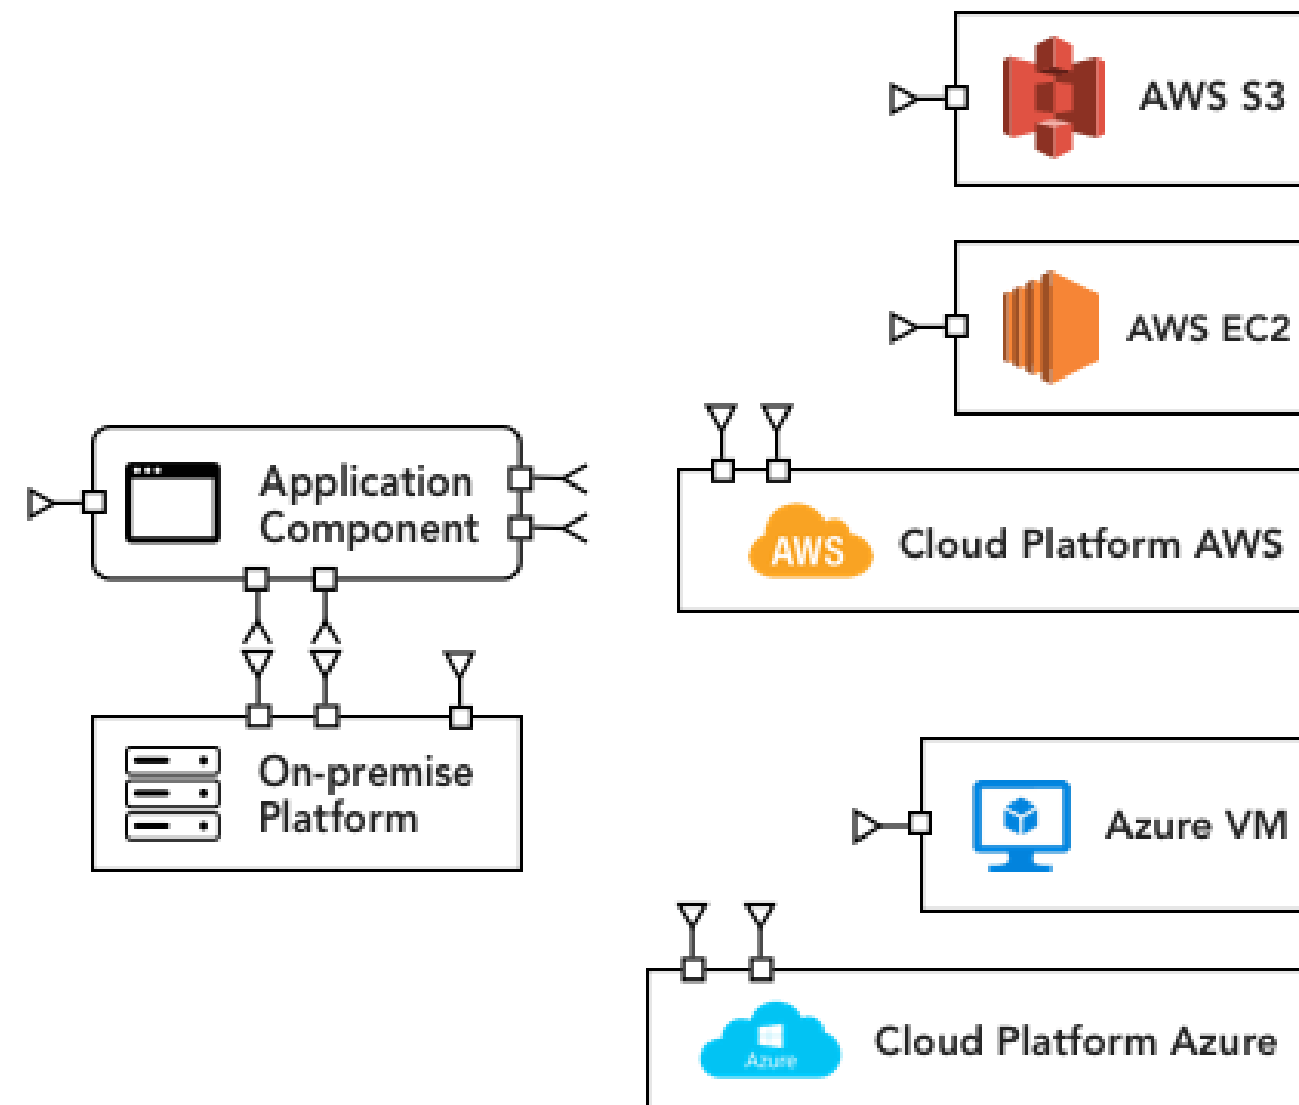 AWS S3
AWS EC2
Application
Component
AWS
Cloud Platform AWS
On-premise
Platform
Azure VM
Azure
Cloud Platform Azure